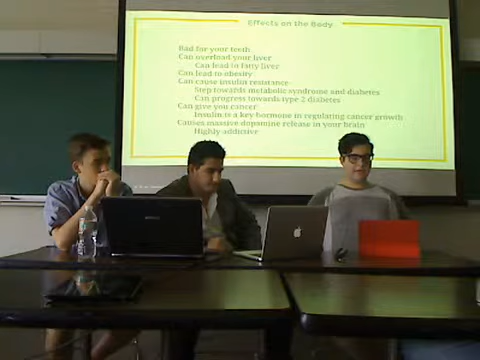 Effects on the Body
Bad for your teeth
Can overload your liver
Can lead to Fatty liver
Can lead to obesity
Can cause insulin resistance
Step towards metabolic syndrome and diabetes
Can progress towards type 2 diabetes
Can give you cancer
Insulin is a key hormone in regulating cancer growth
Causes massive dopamine release in your brain
Highly addictive